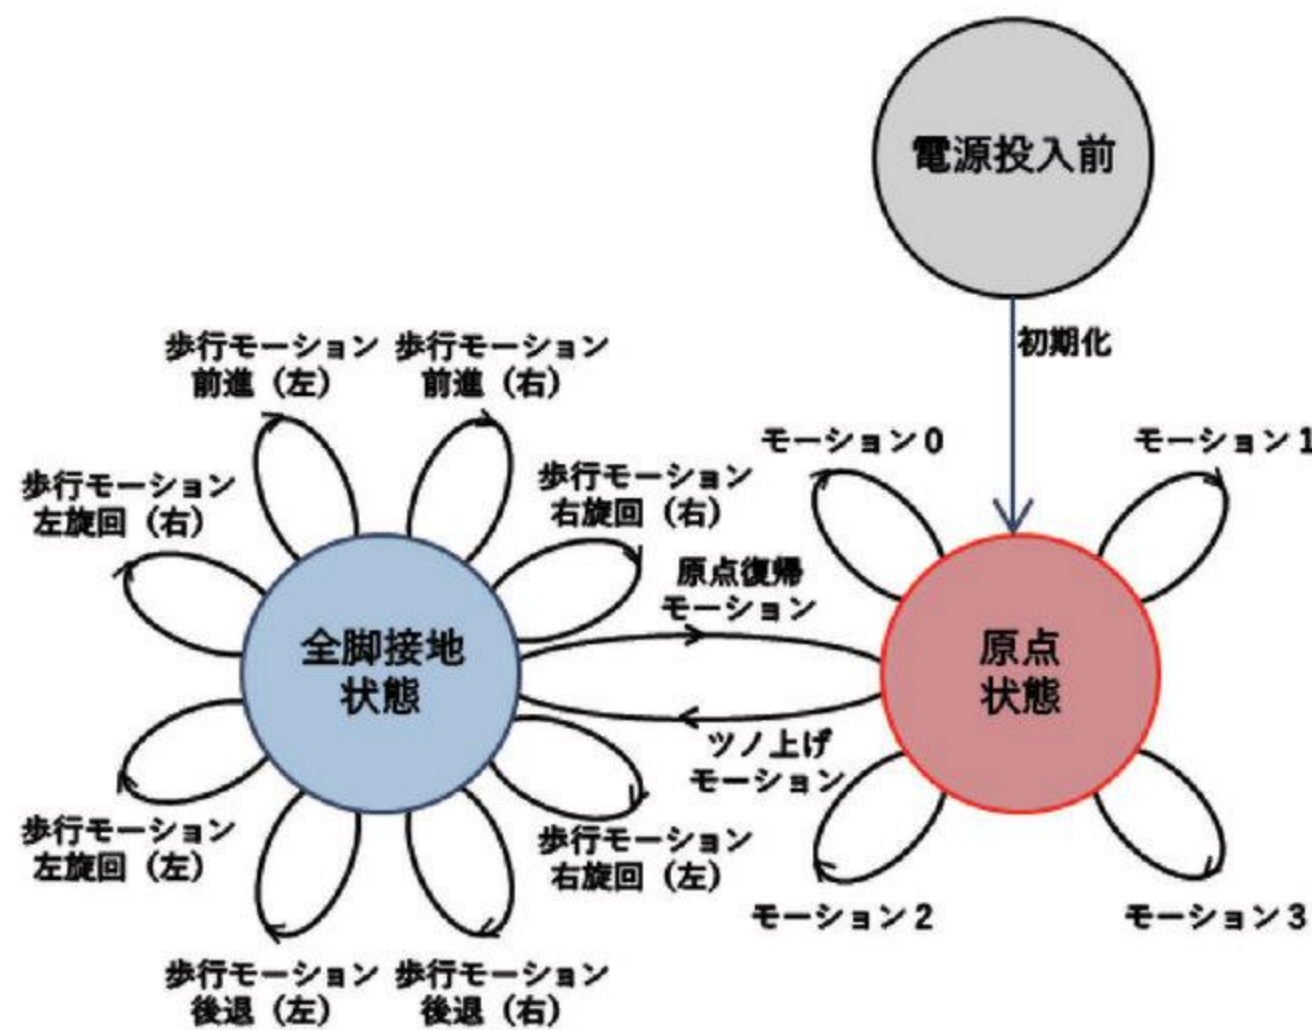 電源投入前
初期化
歩行モーション
前進（左）
歩行モーション
前進（右）
モーション0
モーション1
歩行モーション
左旋回（右）
歩行モーション
右旋回（右）
原点復帰
モーション
全脚接地
状態
原点
状態
ツノ上げ
モーション
歩行モーション
左旋回（左）
歩行モーション
右旋回（左）
モーション2
モーション3
歩行モーション
後退（左）
歩行モーション
後退（右）